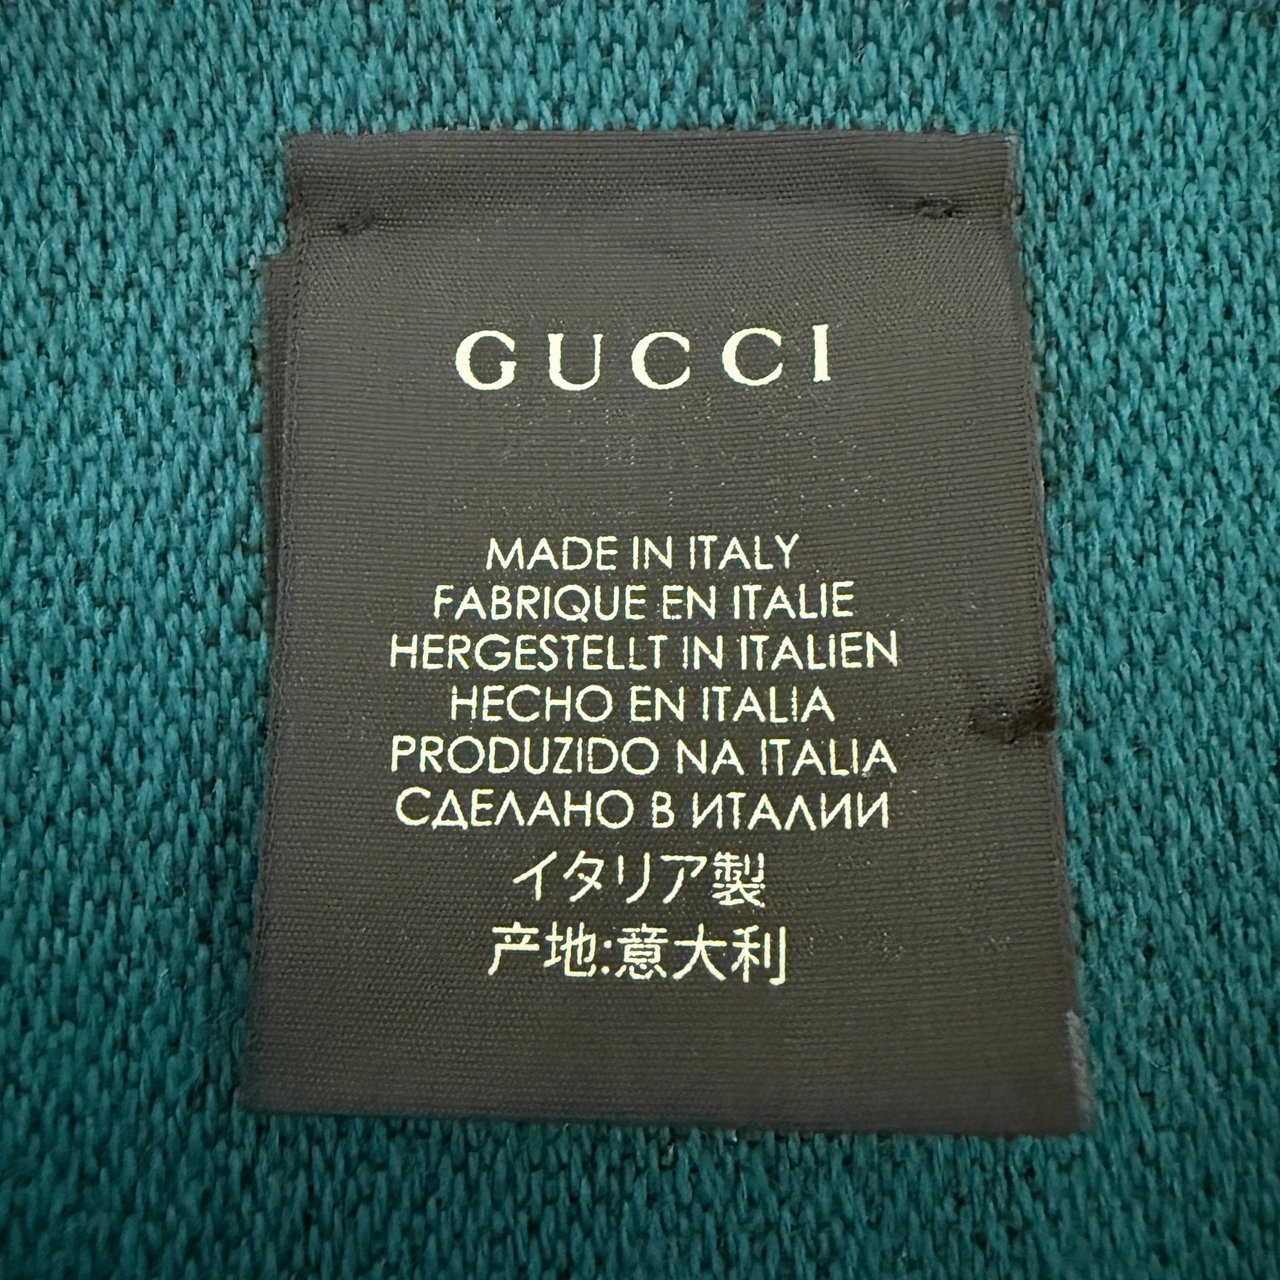 GUCCI
MADE IN ITALY
FABRIQUE EN ITALIE
HERGESTELLT IN ITALIEN
HECHO EN ITALIA
PRODUZIDO NA ITALIA
СДЕЛАНО В ИТАЛИИ
イタリア製
产地:意大利